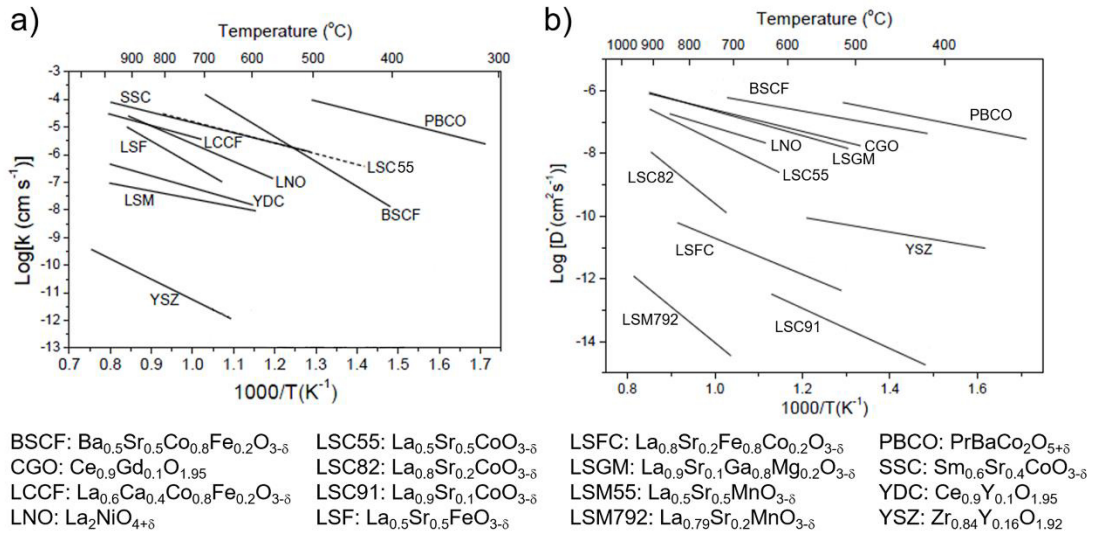 a)
Temperature (°C)
900 800 700 600 500 400 300
-3
-4
-5
-6
-7
-8
-9
-10
-11
-12
-13
Log[k (cm s⁻¹)]
SSC
PBCO
LSF
LCCF
LSC55
LNO
YDC
LSM
BSCF
YSZ
0.7 0.8 0.9 1.0 1.1 1.2 1.3 1.4 1.5 1.6 1.7
1000/T(K⁻¹)
b)
Temperature (°C)
1000 900 800 700 600 500 400
-6
-8
-10
-12
-14
Log [D* (cm²s⁻¹)]
BSCF
PBCO
LNO
CGO
LSGM
LSC55
LSC82
YSZ
LSFC
LSM792
LSC91
0.8 1.0 1.2 1.4 1.6
1000/T(K⁻¹)
BSCF: Ba₀.₅Sr₀.₅Co₀.₈Fe₀.₂O₃₋δ LSC55: La₀.₅Sr₀.₅CoO₃₋δ LSFC: La₀.₈Sr₀.₂Fe₀.₈Co₀.₂O₃₋δ PBCO: PrBaCo₂O₅₊δ
CGO: Ce₀.₉Gd₀.₁O₁.₉₅ LSC82: La₀.₈Sr₀.₂CoO₃₋δ LSGM: La₀.₉Sr₀.₁Ga₀.₈Mg₀.₂O₃₋δ SSC: Sm₀.₆Sr₀.₄CoO₃₋δ
LCCF: La₀.₆Ca₀.₄Co₀.₈Fe₀.₂O₃₋δ LSC91: La₀.₉Sr₀.₁CoO₃₋δ LSM55: La₀.₅Sr₀.₅MnO₃₋δ YDC: Ce₀.₉Y₀.₁O₁.₉₅
LNO: La₂NiO₄₊δ LSF: La₀.₅Sr₀.₅FeO₃₋δ LSM792: La₀.₇₉Sr₀.₂MnO₃₋δ YSZ: Zr₀.₈₄Y₀.₁₆O₁.₉₂